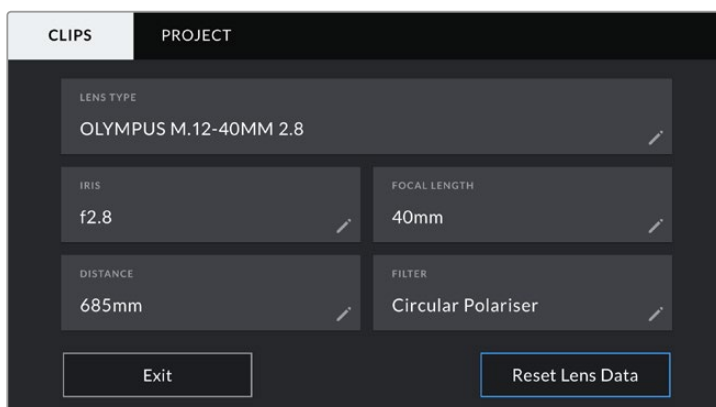 CLIPS PROJECT
LENS TYPE
OLYMPUS M.12-40MM 2.8
IRIS
f2.8
FOCAL LENGTH
40mm
DISTANCE
685mm
FILTER
Circular Polariser
Exit
Reset Lens Data